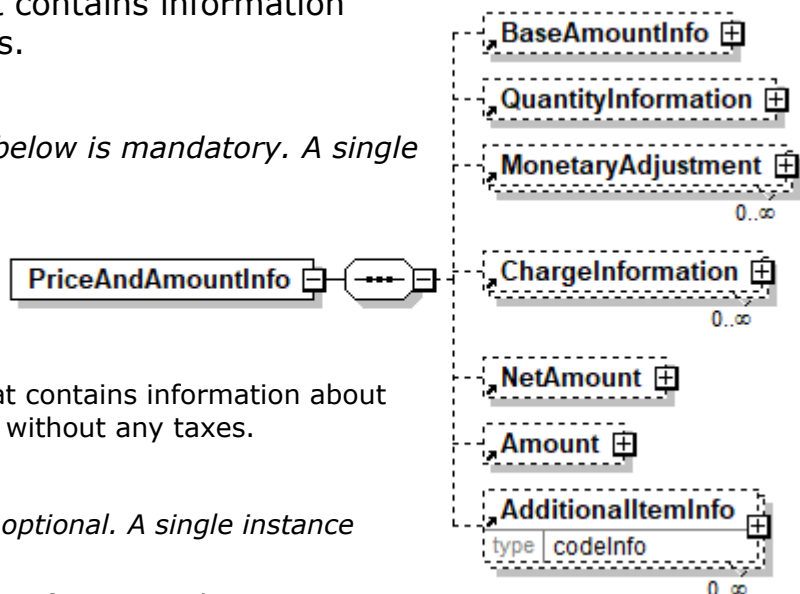 t contains information
s.
below is mandatory. A single
at contains information about
without any taxes.
optional. A single instance
PriceAndAmountInfo
BaseAmountInfo
QuantityInformation
MonetaryAdjustment
0..∞
ChargeInformation
0..∞
NetAmount
Amount
AdditionalItemInfo
type codeInfo
0..∞